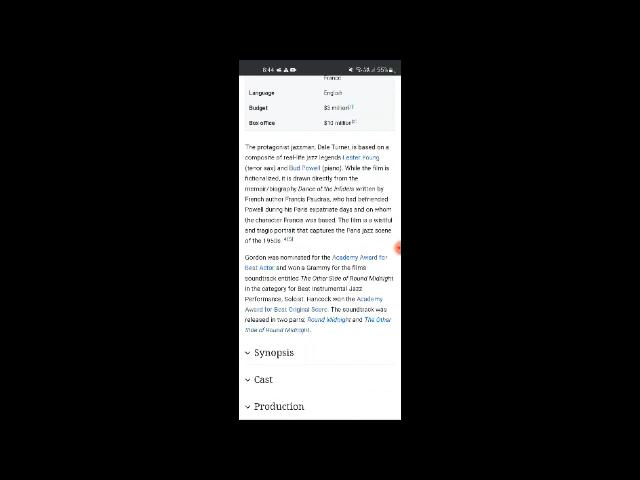 8:44
95%
France
Language English
Budget $3 million[1]
Box office $10 million[2]
The protagonist jazzman, Dale Turner, is based on a
composite of real-life jazz legends Lester Young
(tenor sax) and Bud Powell (piano). While the film is
fictionalized, it is drawn directly from the
memoir/biography Dance of the Infidels written by
French author Francis Paudras, who had befriended
Powell during his Paris expatriate days and on whom
the character Francis was based. The film is a wistful
and tragic portrait that captures the Paris jazz scene
of the 1950s.
Gordon was nominated for the Academy Award for
Best Actor and won a Grammy for the films
soundtrack entitled The Other Side of Round Midnight
in the category for Best Instrumental Jazz
Performance, Soloist. Hancock won the Academy
Award for Best Original Score. The soundtrack was
released in two parts: Round Midnight and The Other
Side of Round Midnight.
Synopsis
Cast
Production